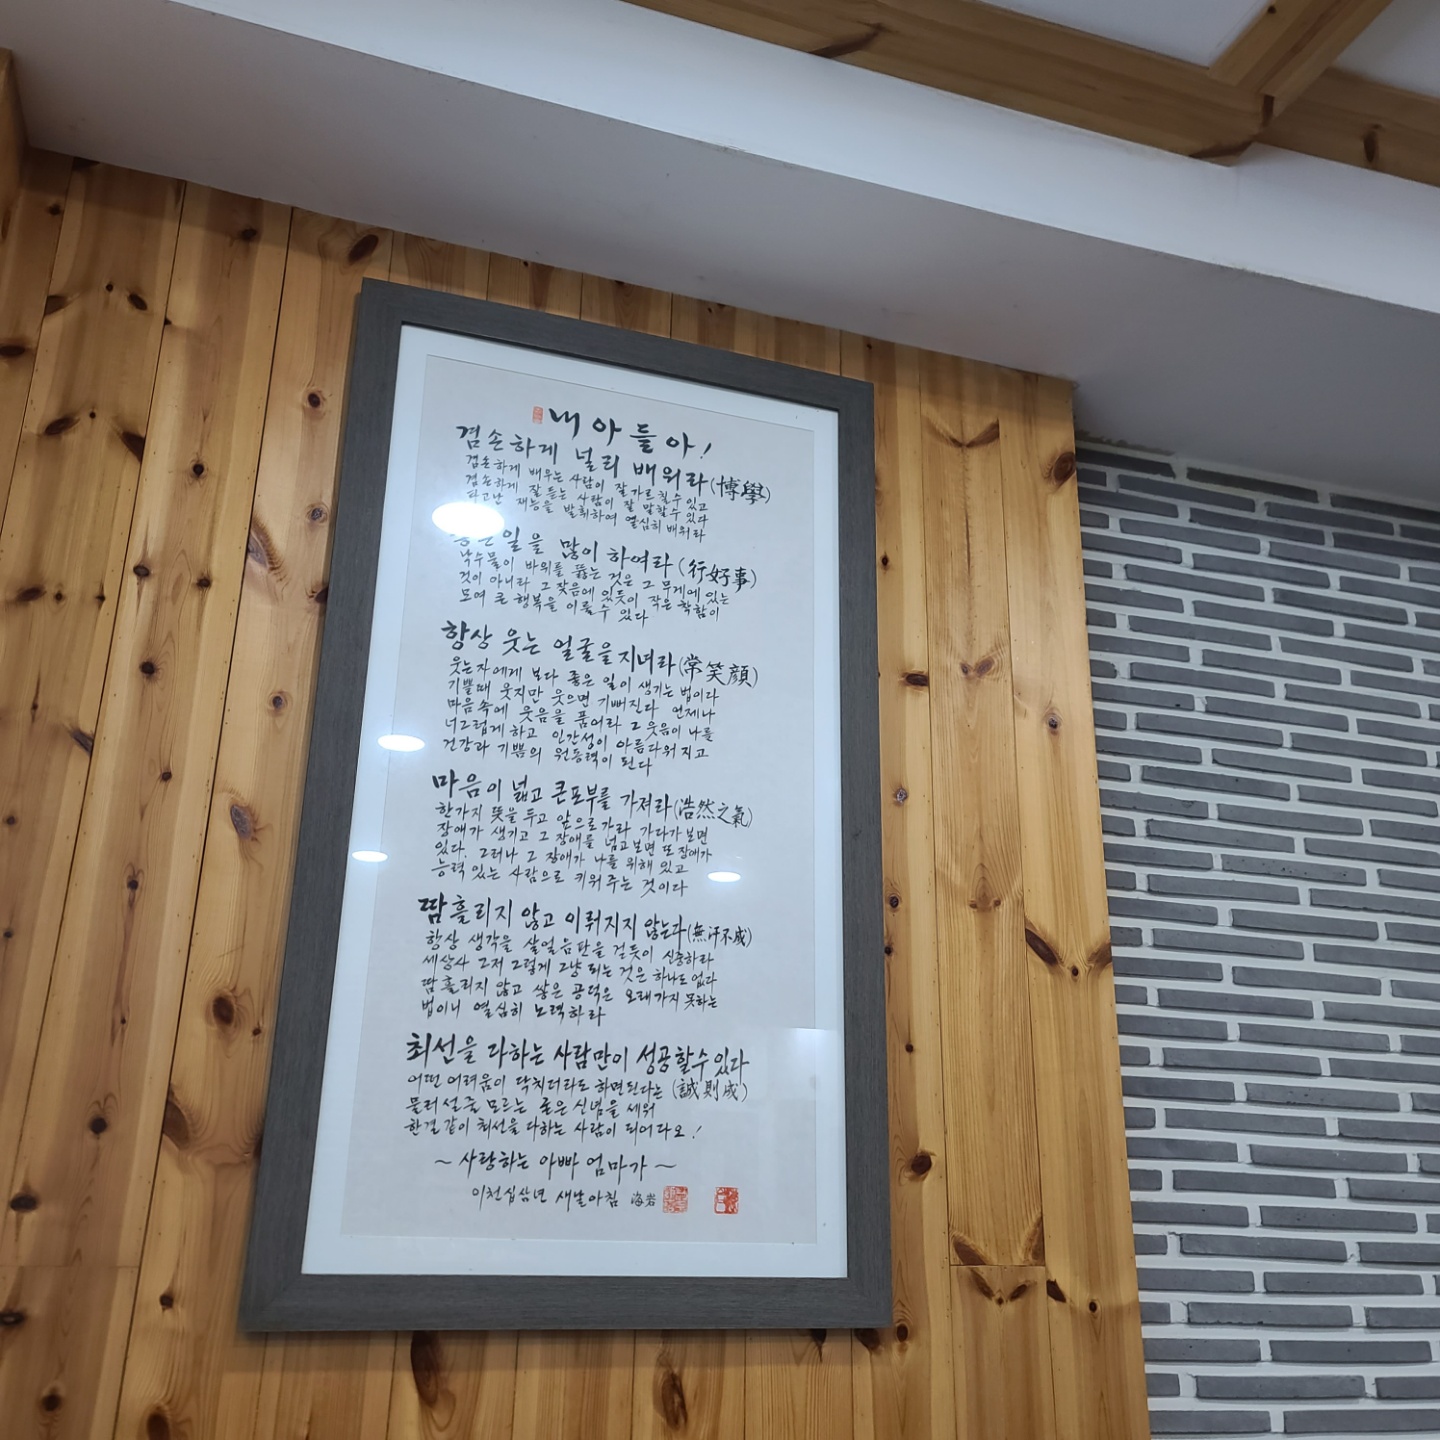 내 아들아!
겸손하게 널리 배워라(博學)
겸손하게 배우는 사람이 잘 가르칠수 있고
겸손하게 잘 듣는 사람이 잘 말할수 있다
타고난 재능을 발휘하여 열심히 배워라
일을 많이 하여라 (行好事)
낙수물이 바위를 뚫는 것은 그 무게에 있는
것이 아니라 그 잦음에 있듯이 작은 착함이
모여 큰 행복을 이룰수 있다
항상 웃는 얼굴을 지녀라(常笑顔)
웃는자에게 보다 좋은 일이 생기는 법이다
기쁠때 웃지만 웃으면 기뻐진다 언제나
마음속에 웃음을 품어라 그 웃음이 나를
너그럽게 하고 인간성이 아름다워 지고
건강과 기쁨의 원동력이 된다
마음이 넓고 큰포부를 가져라(浩然之氣)
한가지 뜻을 두고 앞으로 가라 가다가 보면
장애가 생기고 그 장애를 넘고보면 또 장애가
있다. 그러나 그 장애가 나를 위해 있고
능력 있는 사람으로 키워 주는 것이다
땀 흘리지 않고 이뤄지지 않는다(無汗不成)
항상 생각을 살얼음판을 걷듯이 신중하라
세상사 그저 그렇게 그냥 되는 것은 하나도 없다
땀 흘리지 않고 쌓은 공덕은 오래가지 못하는
법이니 열심히 노력하라
최선을 다하는 사람만이 성공할수 있다
어떤 어려움이 닥치더라도 하면된다는 (誠則成)
물러설줄 모르는 굳은 신념을 세워
한결같이 최선을 다하는 사람이 되어다오!
~ 사랑하는 아빠 엄마가 ~
이천십삼년 새날아침 海岩